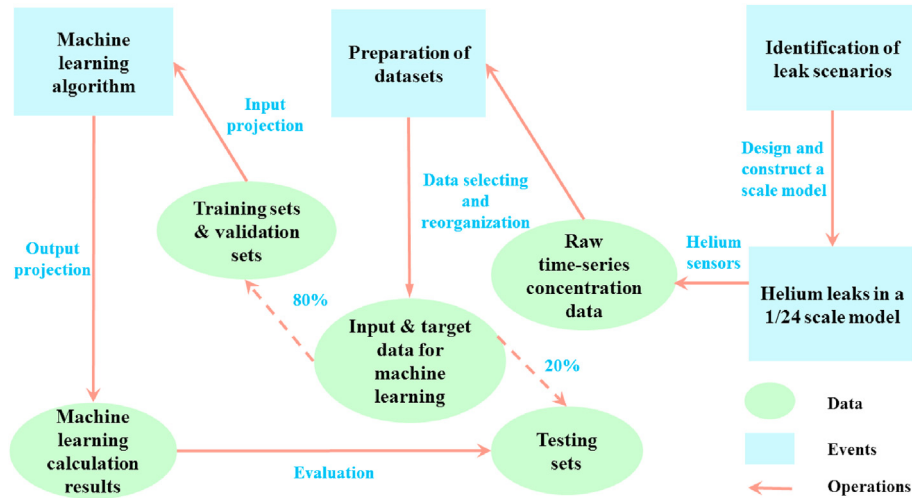 Machine
learning
algorithm
Preparation of
datasets
Identification of
leak scenarios
Input
projection
Design and
construct a
scale model
Data selecting
and
reorganization
Training sets
& validation
sets
Output
projection
Raw
time-series
concentration
data
Helium
sensors
Helium leaks in a
1/24 scale model
80%
Input & target
data for
machine
learning
20%
Machine
learning
calculation
results
Evaluation
Testing
sets
Data
Events
Operations